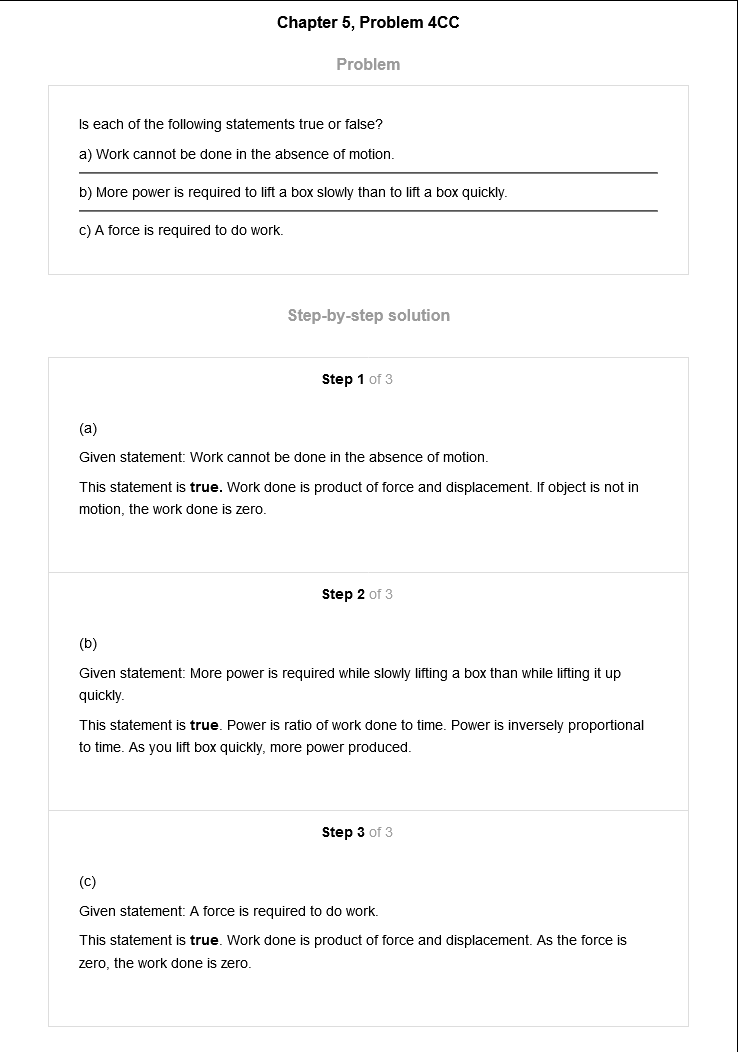 Chapter 5, Problem 4CC
Problem
Is each of the following statements true or false?
a) Work cannot be done in the absence of motion.
b) More power is required to lift a box slowly than to lift a box quickly.
c) A force is required to do work.
Step-by-step solution
Step 1 of 3
(a)
Given statement: Work cannot be done in the absence of motion.
This statement is true. Work done is product of force and displacement. If object is not in
motion, the work done is zero.
Step 2 of 3
(b)
Given statement: More power is required while slowly lifting a box than while lifting it up
quickly.
This statement is true. Power is ratio of work done to time. Power is inversely proportional
to time. As you lift box quickly, more power produced.
Step 3 of 3
(c)
Given statement: A force is required to do work.
This statement is true. Work done is product of force and displacement. As the force is
zero, the work done is zero.